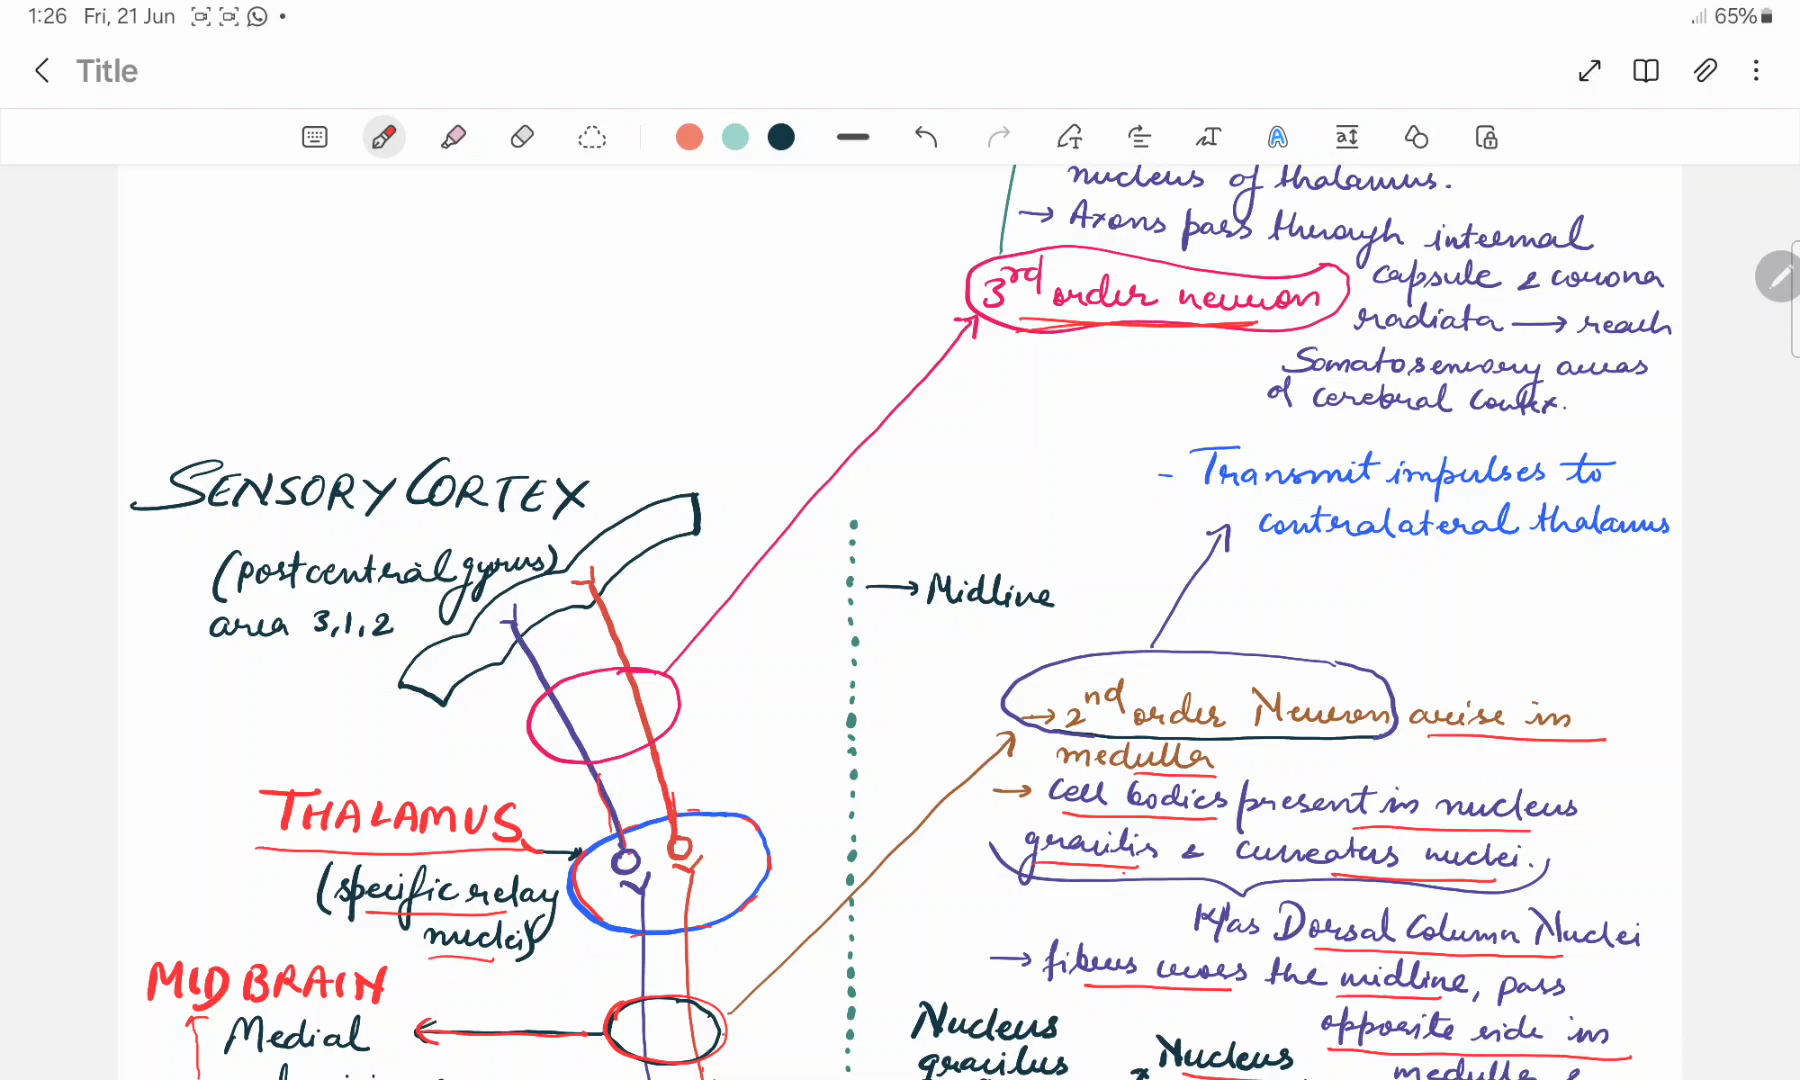 1:26 Fri, 21 Jun
65%
Title
nucleus of thalamus.
→ Axons pass through internal
capsule & corona
radiata → reach
Somatosensory areas
of cerebral cortex.
3rd order neuron
- Transmit impulses to
contralateral thalamus
SENSORY CORTEX
(postcentral gyrus)
area 3,1,2
→ Midline
→ 2nd order Neuron arise in
medulla
→ cell bodies present in nucleus
gracilis & cuneatus nuclei.
K/as Dorsal Column Nuclei
→ fibers cross the midline, pass
opposite side in
medulla &
THALAMUS
(specific relay
nuclei)
MIDBRAIN
Medial
Nucleus
gracilus
Nucleus